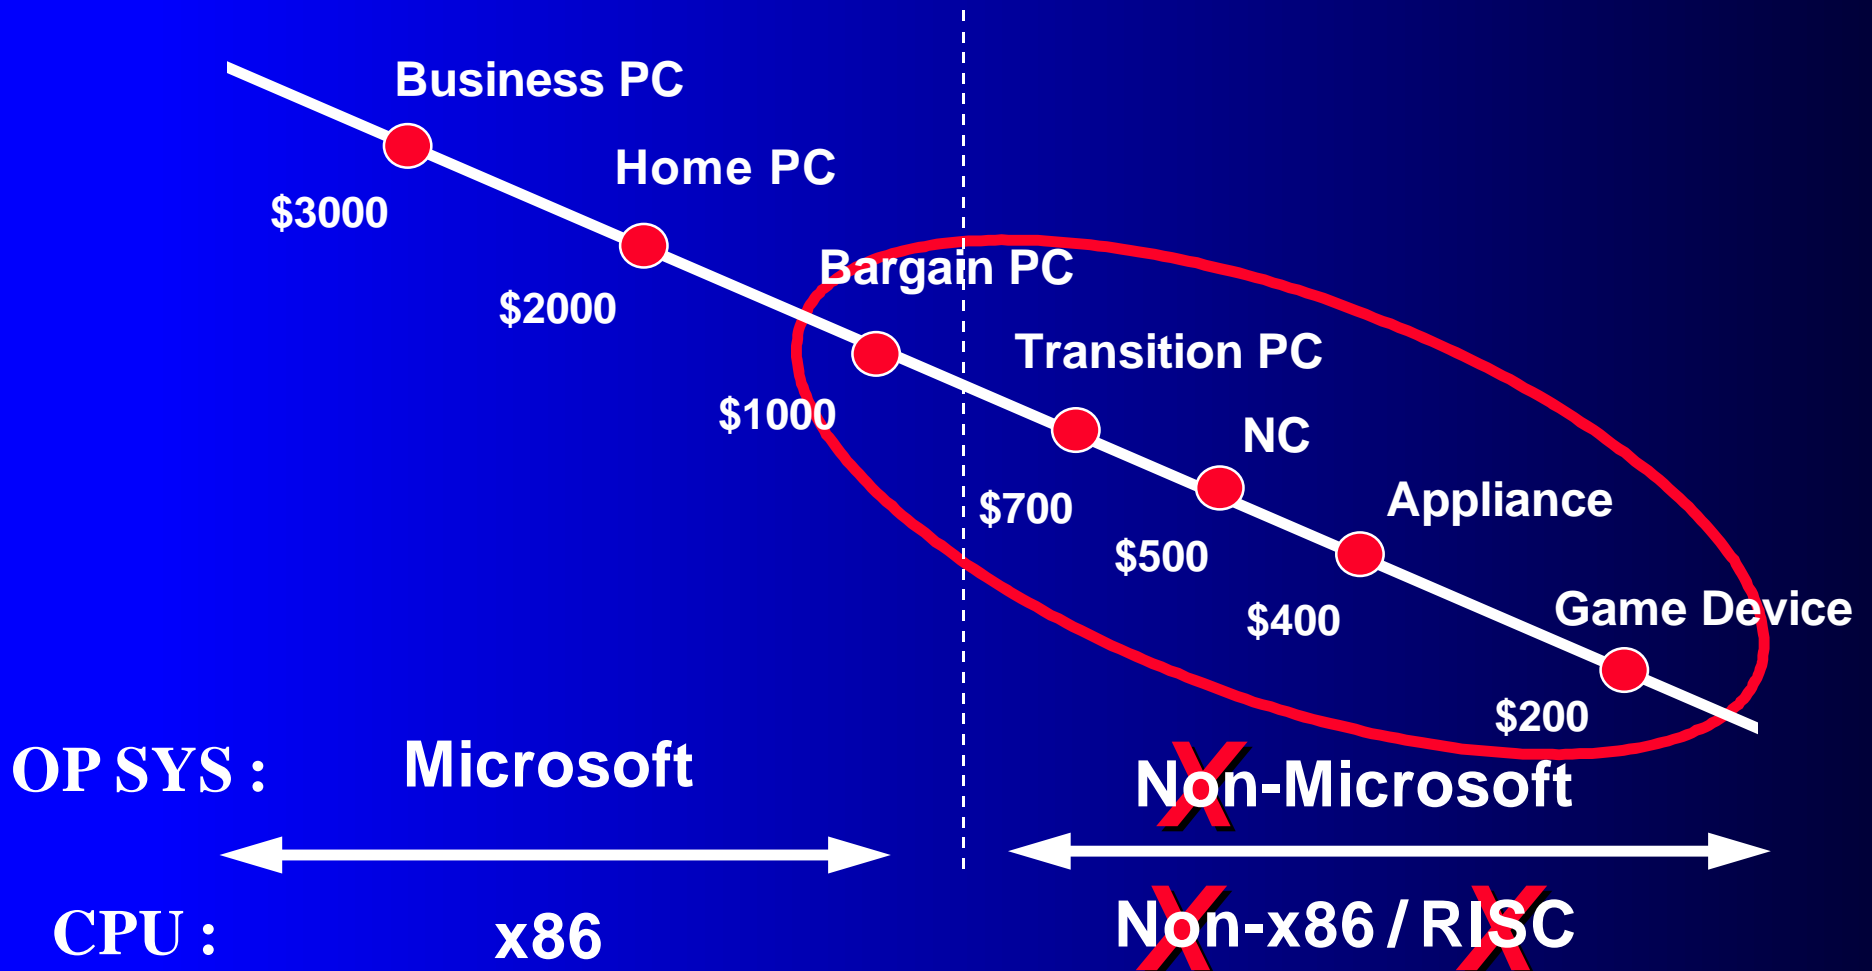 Business PC
$3000
Home PC
$2000
Bargain PC
$1000
Transition PC
$700
NC
$500
Appliance
$400
Game Device
$200
OP SYS : Microsoft Non-Microsoft
X
CPU : x86 Non-x86 / RISC
X X